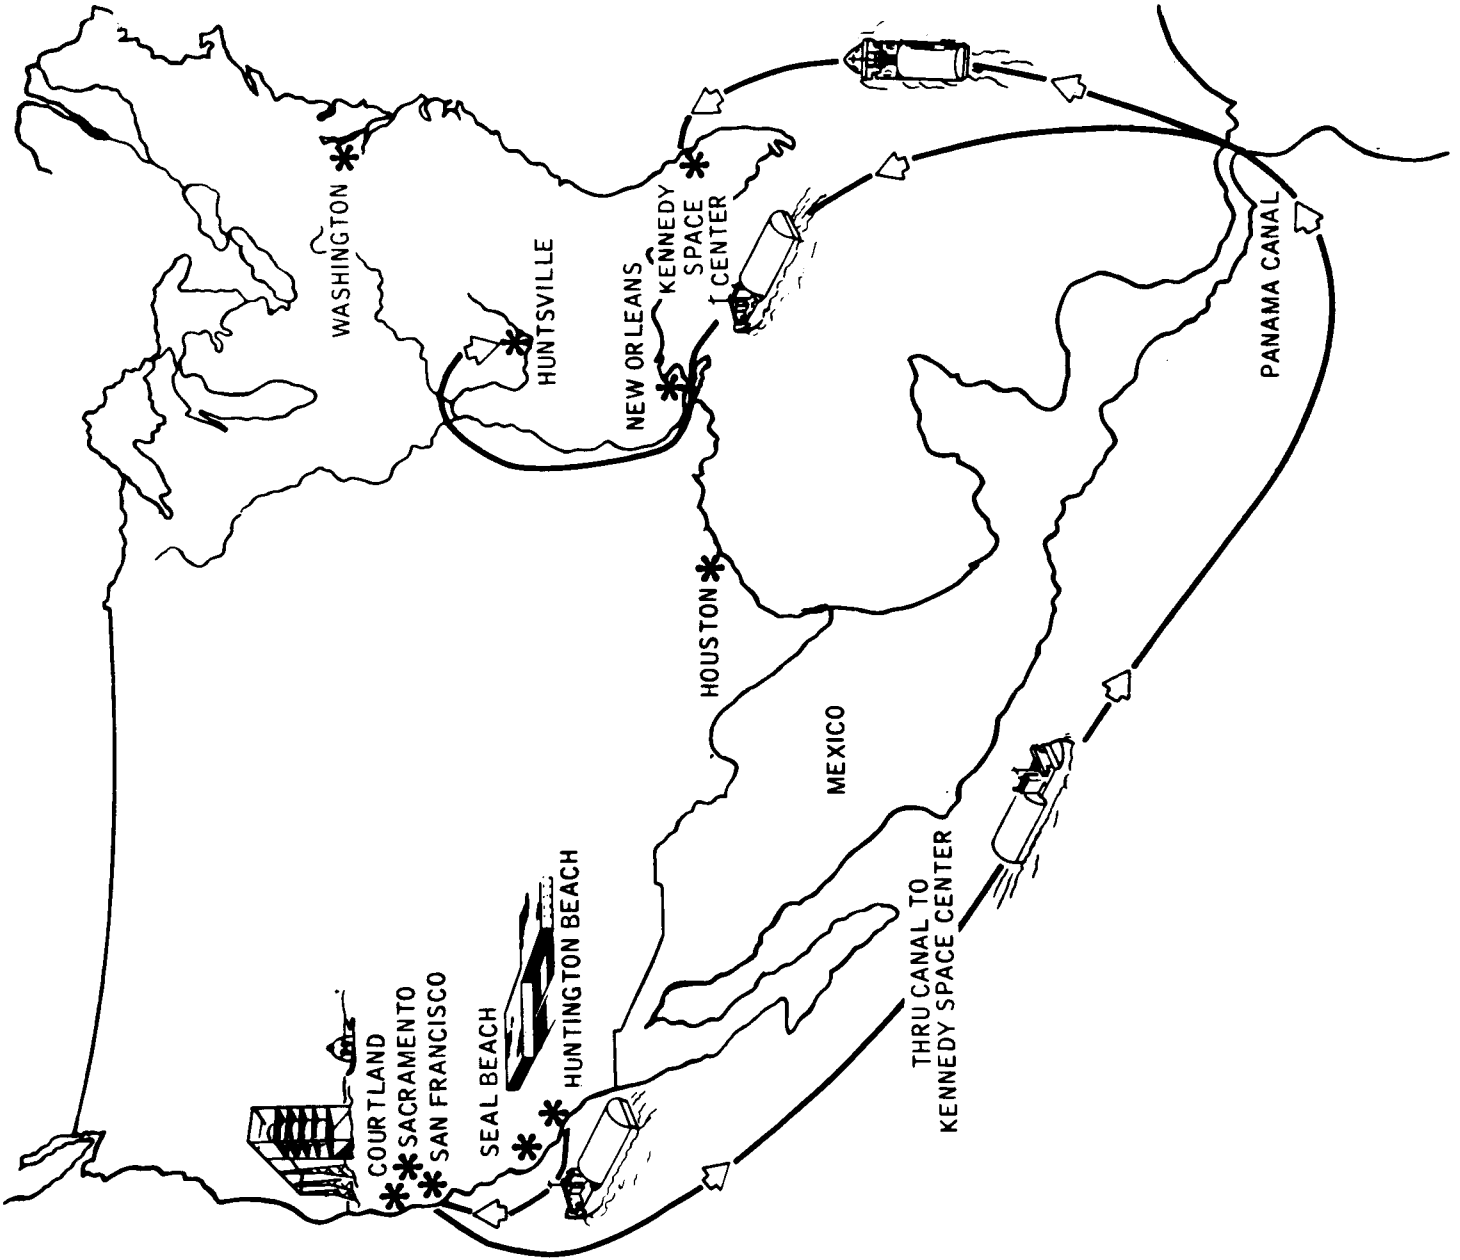 COURTLAND
SACRAMENTO
SAN FRANCISCO
SEAL BEACH
HUNTINGTON BEACH
THRU CANAL TO
KENNEDY SPACE CENTER
MEXICO
HOUSTON
NEW ORLEANS
HUNTSVILLE
WASHINGTON
KENNEDY
SPACE
CENTER
PANAMA CANAL